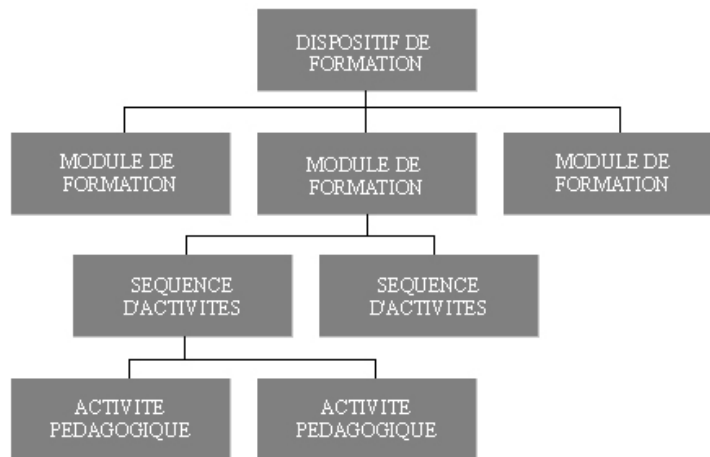 DISPOSITIF DE
FORMATION
MODULE DE
FORMATION
MODULE DE
FORMATION
MODULE DE
FORMATION
SEQUENCE
D'ACTIVITES
SEQUENCE
D'ACTIVITES
ACTIVITE
PEDAGOGIQUE
ACTIVITE
PEDAGOGIQUE